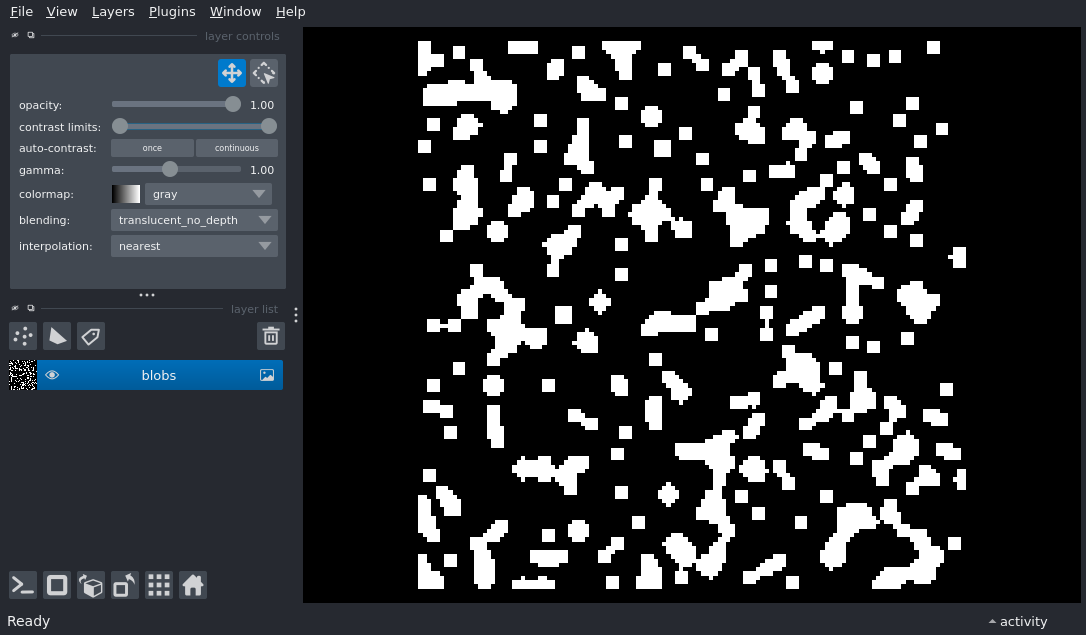 File View Layers Plugins Window Help
layer controls
opacity: 1.00
contrast limits:
auto-contrast: once continuous
gamma: 1.00
colormap: gray
blending: translucent_no_depth
interpolation: nearest
layer list
blobs
Ready activity